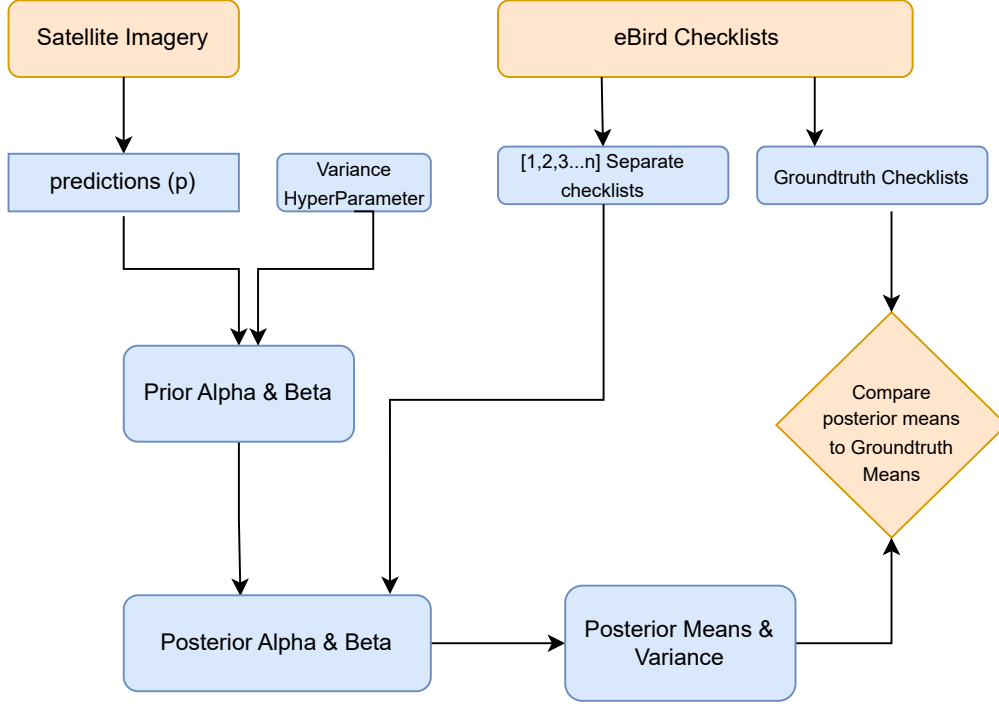 Satellite Imagery
eBird Checklists
predictions (p)
Variance
HyperParameter
[1,2,3...n] Separate
checklists
Groundtruth Checklists
Prior Alpha & Beta
Compare
posterior means
to Groundtruth
Means
Posterior Alpha & Beta
Posterior Means &
Variance